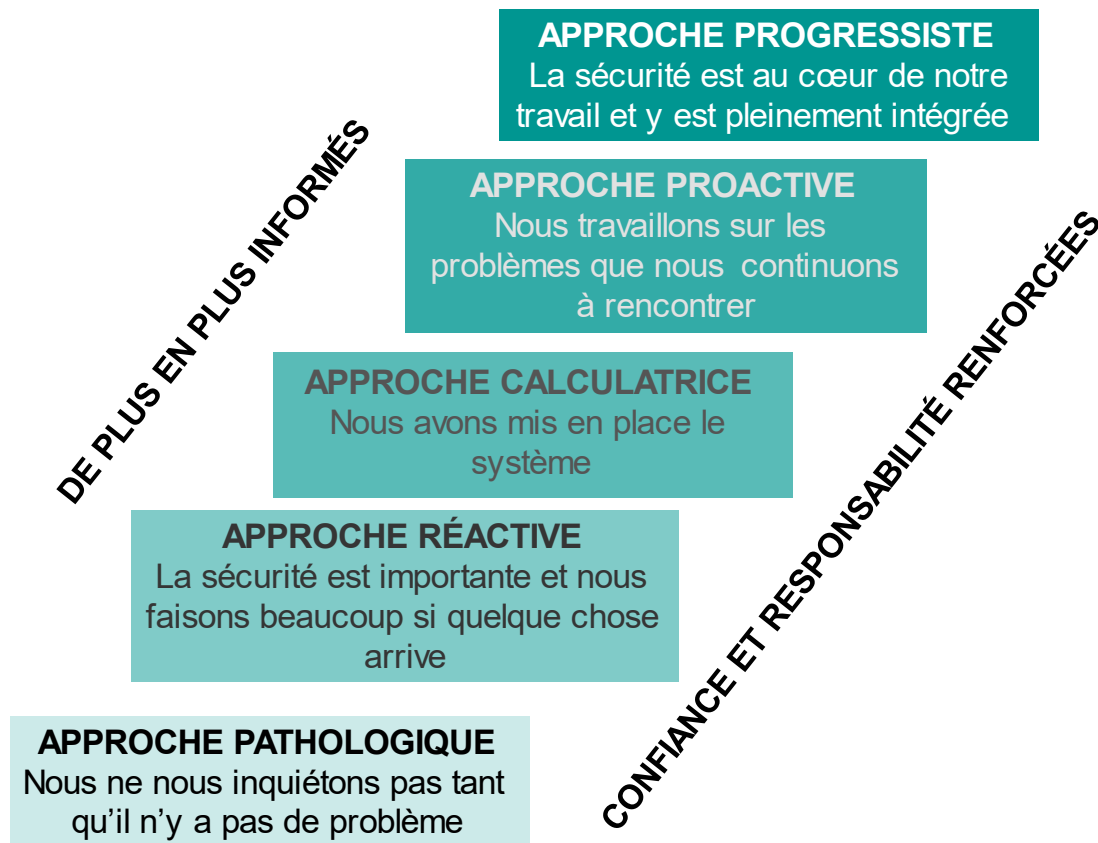 APPROCHE PROGRESSISTE
La sécurité est au cœur de notre
travail et y est pleinement intégrée
DE PLUS EN PLUS INFORMÉS
APPROCHE PROACTIVE
Nous travaillons sur les
problèmes que nous continuons
à rencontrer
CONFIANCE ET RESPONSABILITÉ RENFORCÉES
APPROCHE CALCULATRICE
Nous avons mis en place le
système
APPROCHE RÉACTIVE
La sécurité est importante et nous
faisons beaucoup si quelque chose
arrive
APPROCHE PATHOLOGIQUE
Nous ne nous inquiétons pas tant
qu’il n’y a pas de problème